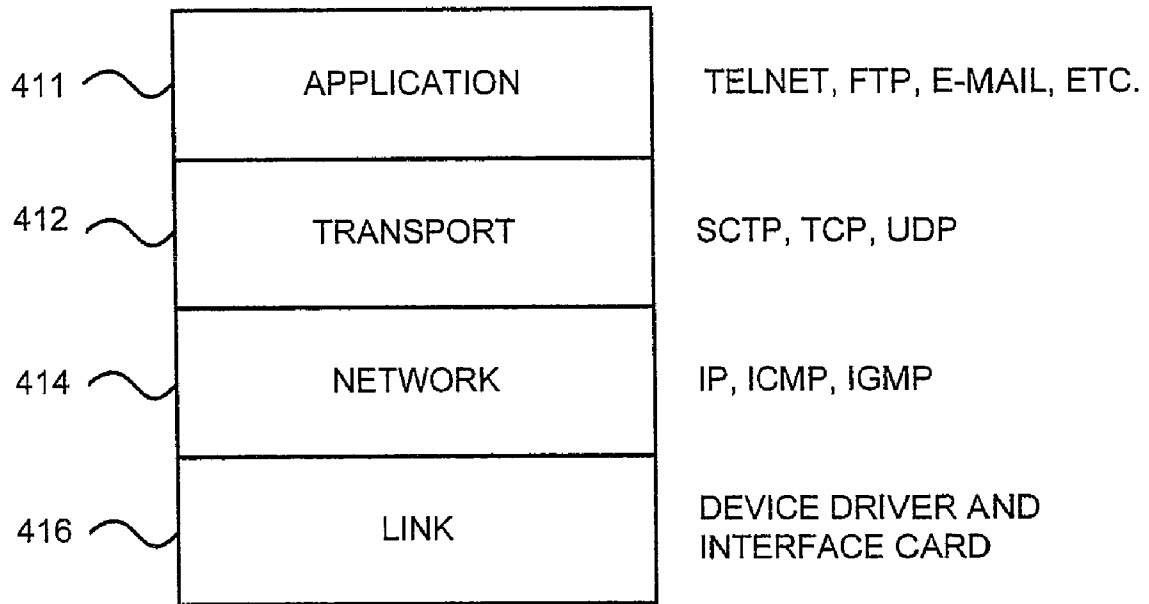 411 APPLICATION TELNET, FTP, E-MAIL, ETC.
412 TRANSPORT SCTP, TCP, UDP
414 NETWORK IP, ICMP, IGMP
416 LINK DEVICE DRIVER AND
INTERFACE CARD